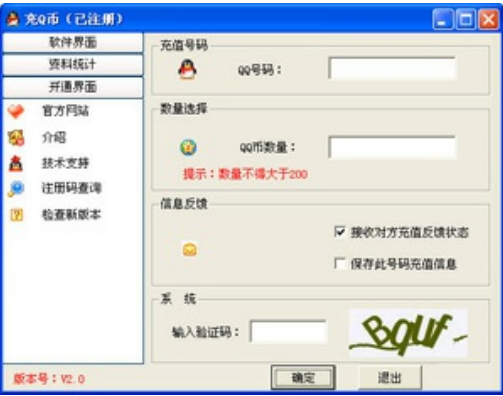 充Q币（已注册）
软件界面
资料统计
开通界面
官方网站
介绍
技术支持
注册码查询
检查新版本
版本号：V2.0
充值号码
QQ号码：
数量选择
QQ币数量：
提示：数量不得大于200
信息反馈
接收对方充值反馈状态
保存此号码充值信息
系 统
输入验证码：
Bquf
确定
退出